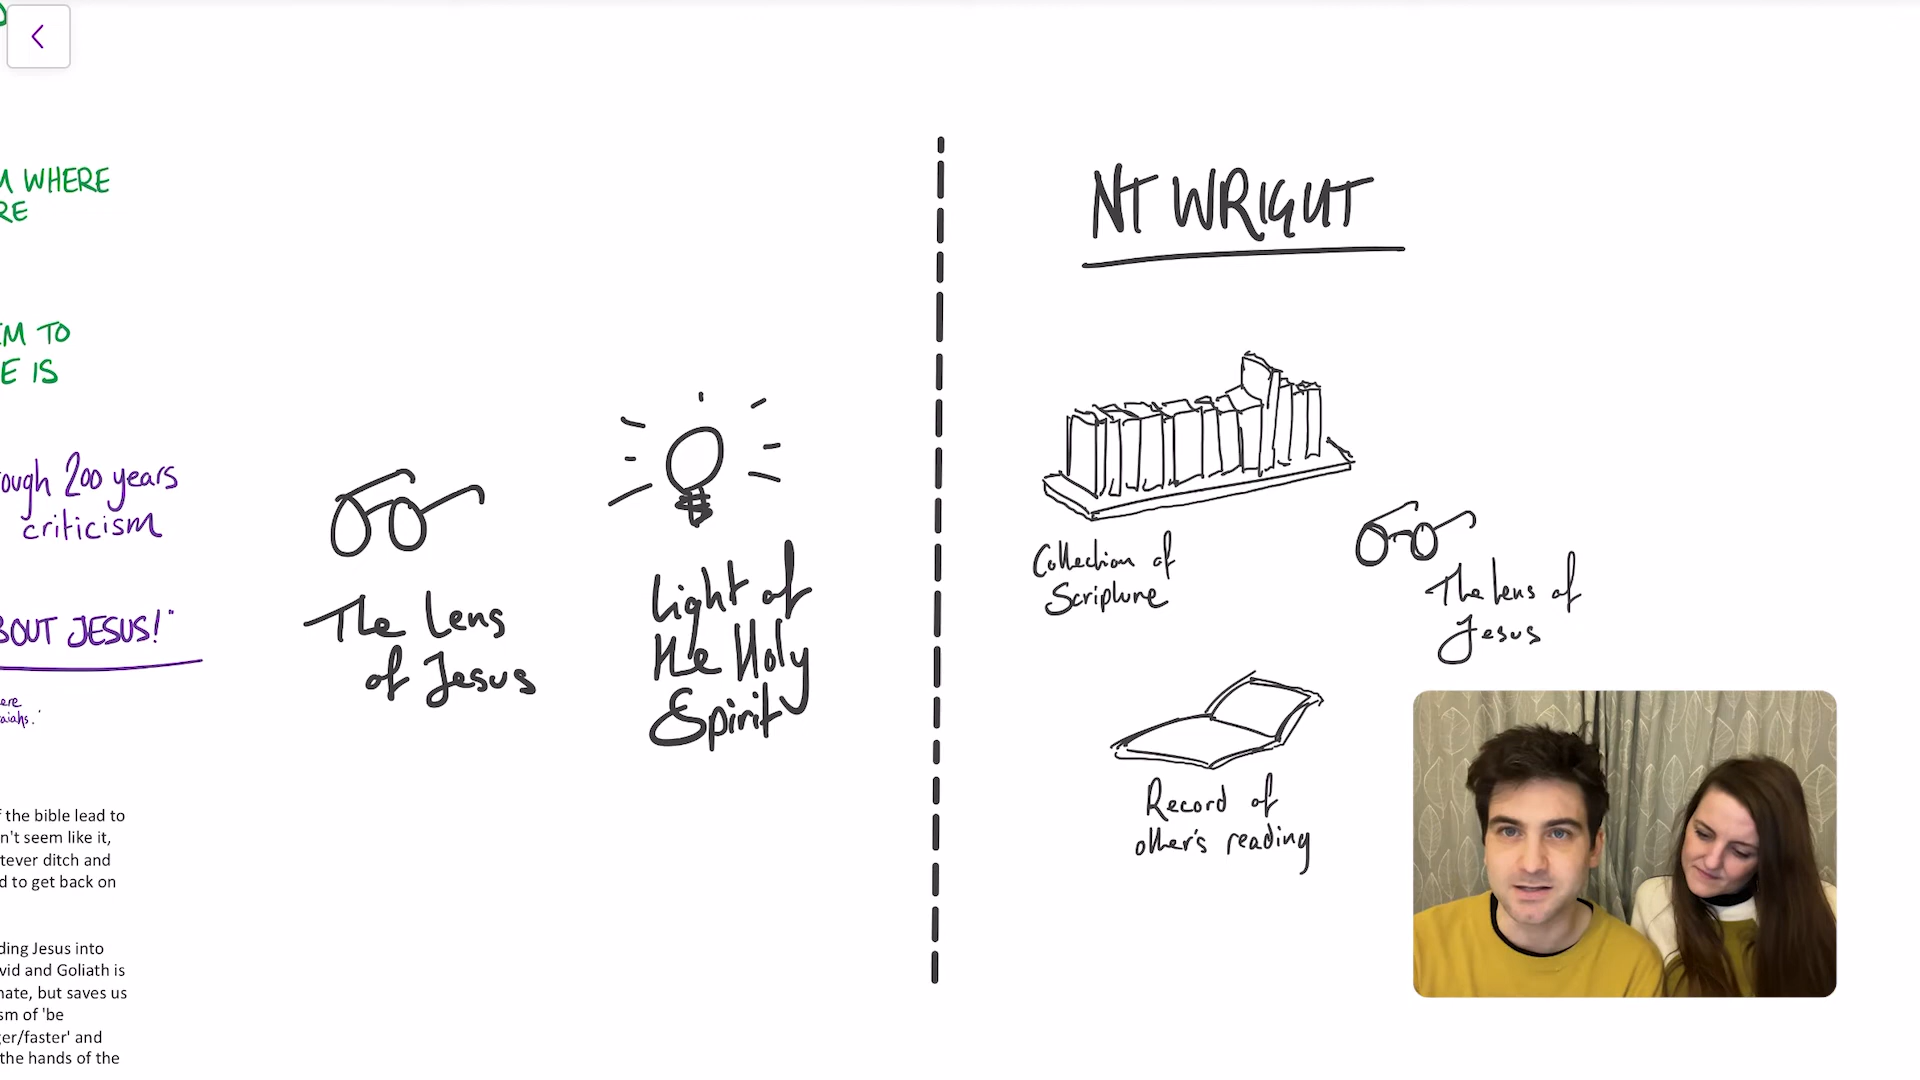 M WHERE
RE
M TO
E IS
ough 200 years
criticism
BOUT JESUS!"
ere
aiahs.'
f the bible lead to
n't seem like it,
tever ditch and
d to get back on
ding Jesus into
vid and Goliath is
nate, but saves us
sm of 'be
ger/faster' and
the hands of the
The Lens
of Jesus
Light of
the Holy
Spirit
NT WRIGHT
Collection of
Scripture
The Lens of
Jesus
Record of
other's reading